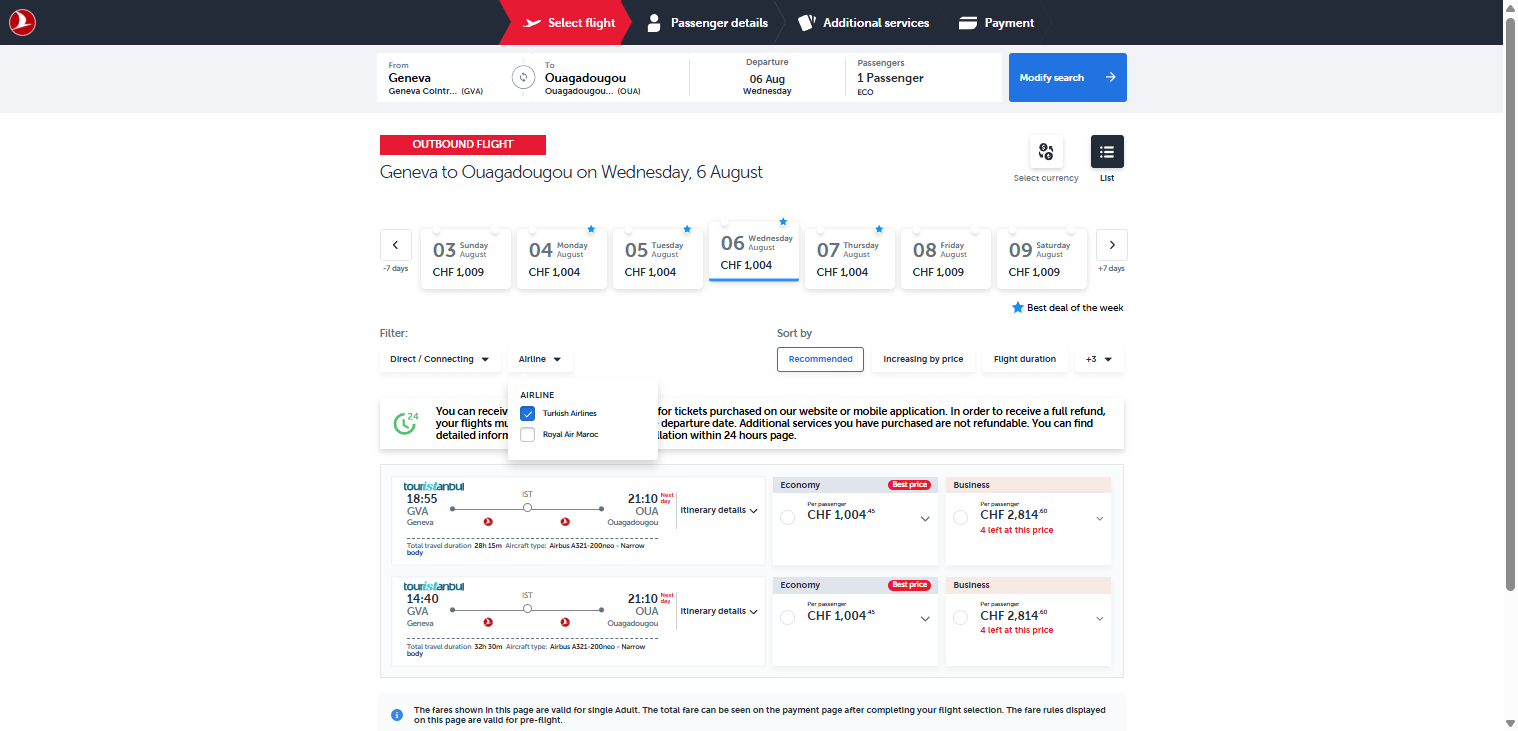 Select flight
Passenger details
Additional services
Payment
From
Geneva
Geneva Cointr... (GVA)
To
Ouagadougou
Ouagadougou... (OUA)
Departure
06 Aug
Wednesday
Passengers
1 Passenger
ECO
Modify search
OUTBOUND FLIGHT
Geneva to Ouagadougou on Wednesday, 6 August
Select currency
List
-7 days
03 Sunday August
CHF 1,009
04 Monday August
CHF 1,004
05 Tuesday August
CHF 1,004
06 Wednesday August
CHF 1,004
07 Thursday August
CHF 1,004
08 Friday August
CHF 1,009
09 Saturday August
CHF 1,009
+7 days
Best deal of the week
Filter:
Sort by
Direct / Connecting
Airline
Recommended
Increasing by price
Flight duration
+3
AIRLINE
Turkish Airlines
Royal Air Maroc
24
You can receiv for tickets purchased on our website or mobile application. In order to receive a full refund,
your flights mu departure date. Additional services you have purchased are not refundable. You can find
detailed inform llation within 24 hours page.
touristanbul
18:55
GVA
Geneva
IST
21:10 Next day
OUA
Ouagadougou
Itinerary details
Total travel duration 28h 15m Aircraft type: Airbus A321-200neo - Narrow
body
Economy
Best price
Per passenger
CHF 1,004.45
Business
Per passenger
CHF 2,814.60
4 left at this price
touristanbul
14:40
GVA
Geneva
IST
21:10 Next day
OUA
Ouagadougou
Itinerary details
Total travel duration 32h 30m Aircraft type: Airbus A321-200neo - Narrow
body
Economy
Best price
Per passenger
CHF 1,004.45
Business
Per passenger
CHF 2,814.60
4 left at this price
The fares shown in this page are valid for single Adult. The total fare can be seen on the payment page after completing your flight selection. The fare rules displayed
on this page are valid for pre-flight.